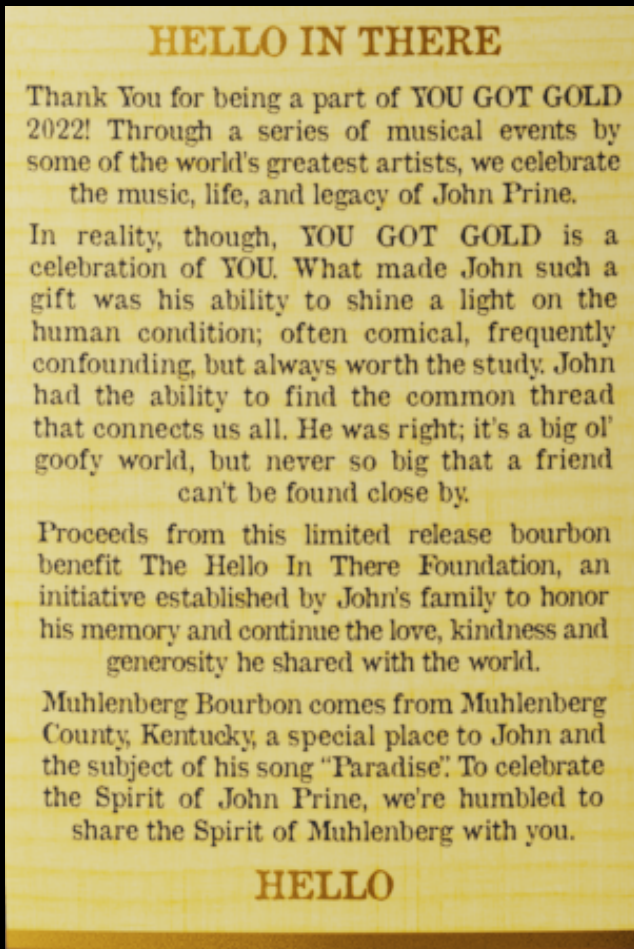 HELLO IN THERE
Thank You for being a part of YOU GOT GOLD
2022! Through a series of musical events by
some of the world's greatest artists, we celebrate
the music, life, and legacy of John Prine.
In reality, though, YOU GOT GOLD is a
celebration of YOU. What made John such a
gift was his ability to shine a light on the
human condition; often comical, frequently
confounding, but always worth the study. John
had the ability to find the common thread
that connects us all. He was right; it's a big ol'
goofy world, but never so big that a friend
can't be found close by.
Proceeds from this limited release bourbon
benefit The Hello In There Foundation, an
initiative established by John's family to honor
his memory and continue the love, kindness and
generosity he shared with the world.
Muhlenberg Bourbon comes from Muhlenberg
County, Kentucky, a special place to John and
the subject of his song “Paradise”. To celebrate
the Spirit of John Prine, we're humbled to
share the Spirit of Muhlenberg with you.
HELLO